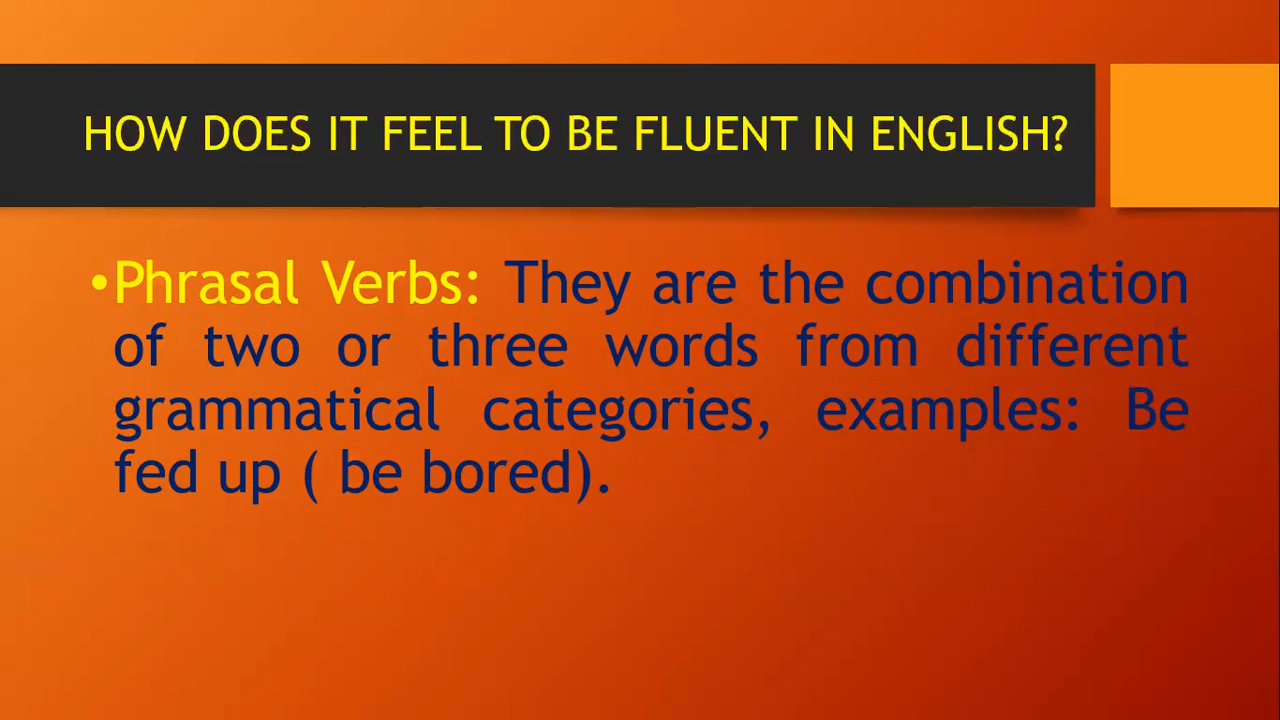 HOW DOES IT FEEL TO BE FLUENT IN ENGLISH?
•Phrasal Verbs: They are the combination
of two or three words from different
grammatical categories, examples: Be
fed up ( be bored).